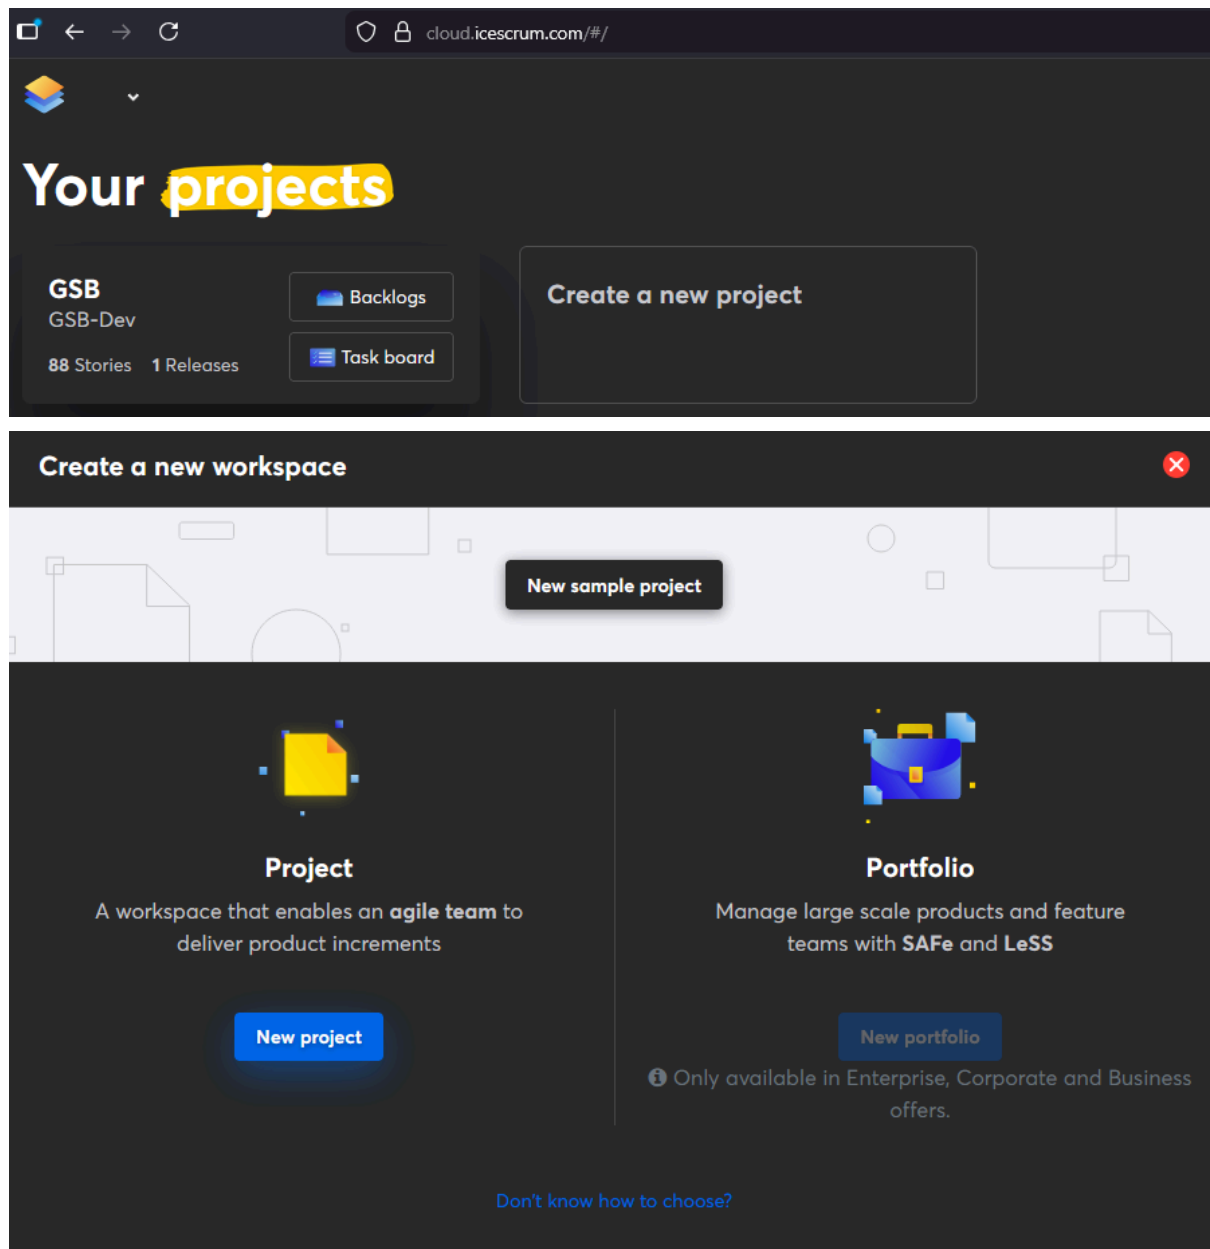 cloud.icescrum.com/#/
Your projects
GSB
GSB-Dev
88 Stories 1 Releases
Backlogs
Task board
Create a new project
Create a new workspace
New sample project
Project
A workspace that enables an agile team to
deliver product increments
New project
Portfolio
Manage large scale products and feature
teams with SAFe and LeSS
New portfolio
Only available in Enterprise, Corporate and Business
offers.
Don't know how to choose?